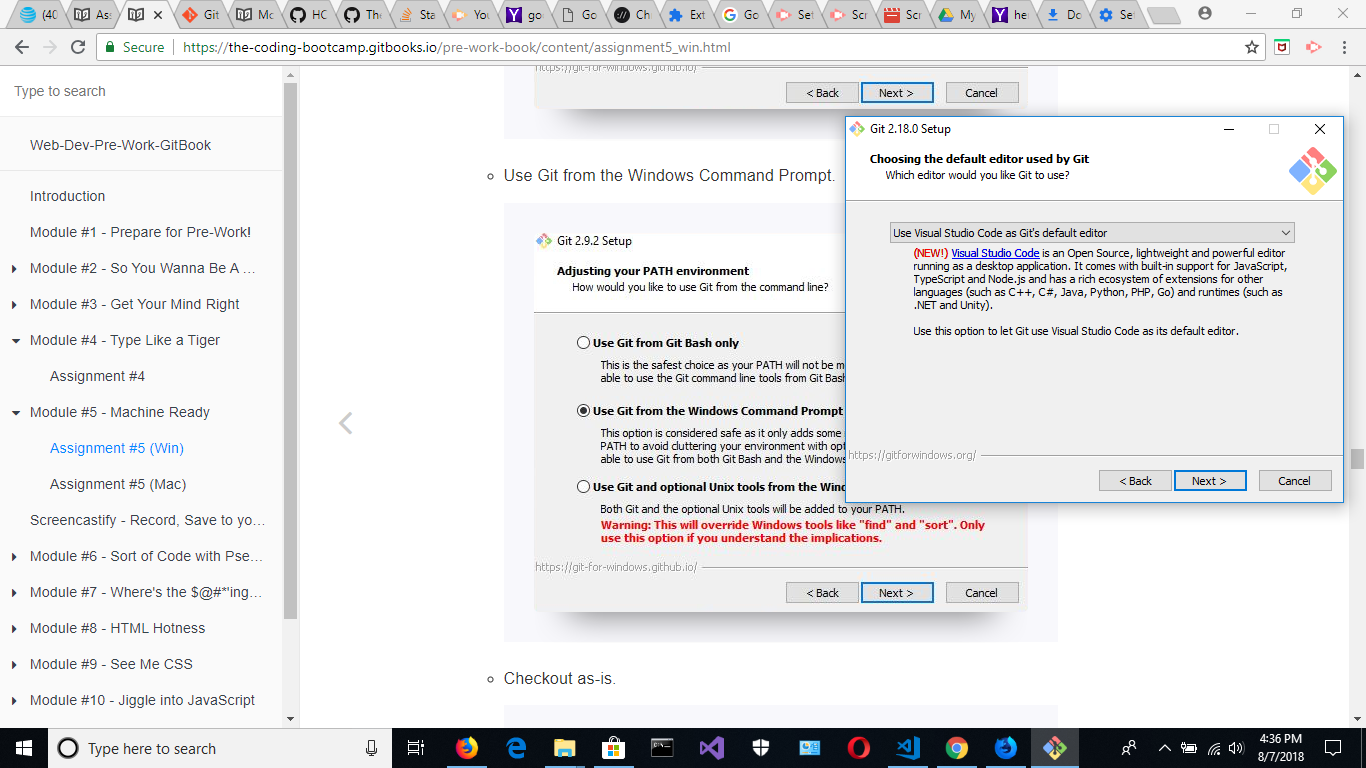 (40
As:
Git
Mo
HC
The
Sta
You
go
Go
Ch
Ext
Go
Set
Scr
Scr
My
he
Do
Set
Secure
https://the-coding-bootcamp.gitbooks.io/pre-work-book/content/assignment5_win.html
Type to search
Web-Dev-Pre-Work-GitBook
Introduction
Module #1 - Prepare for Pre-Work!
Module #2 - So You Wanna Be A ...
Module #3 - Get Your Mind Right
Module #4 - Type Like a Tiger
Assignment #4
Module #5 - Machine Ready
Assignment #5 (Win)
Assignment #5 (Mac)
Screencastify - Record, Save to yo...
Module #6 - Sort of Code with Pse...
Module #7 - Where's the $@#*'ing...
Module #8 - HTML Hotness
Module #9 - See Me CSS
Module #10 - Jiggle into JavaScript
https://git-for-windows.github.io/
< Back
Next >
Cancel
Use Git from the Windows Command Prompt.
Git 2.9.2 Setup
Adjusting your PATH environment
How would you like to use Git from the command line?
Use Git from Git Bash only
This is the safest choice as your PATH will not be m
able to use the Git command line tools from Git Bash
Use Git from the Windows Command Prompt
This option is considered safe as it only adds some
PATH to avoid cluttering your environment with opt
able to use Git from both Git Bash and the Windows
Use Git and optional Unix tools from the Wind
Both Git and the optional Unix tools will be added to your PATH.
Warning: This will override Windows tools like "find" and "sort". Only
use this option if you understand the implications.
https://git-for-windows.github.io/
< Back
Next >
Cancel
Checkout as-is.
Git 2.18.0 Setup
Choosing the default editor used by Git
Which editor would you like Git to use?
Use Visual Studio Code as Git's default editor
(NEW!) Visual Studio Code is an Open Source, lightweight and powerful editor
running as a desktop application. It comes with built-in support for JavaScript,
TypeScript and Node.js and has a rich ecosystem of extensions for other
languages (such as C++, C#, Java, Python, PHP, Go) and runtimes (such as
.NET and Unity).
Use this option to let Git use Visual Studio Code as its default editor.
https://gitforwindows.org/
< Back
Next >
Cancel
Type here to search
4:36 PM
8/7/2018